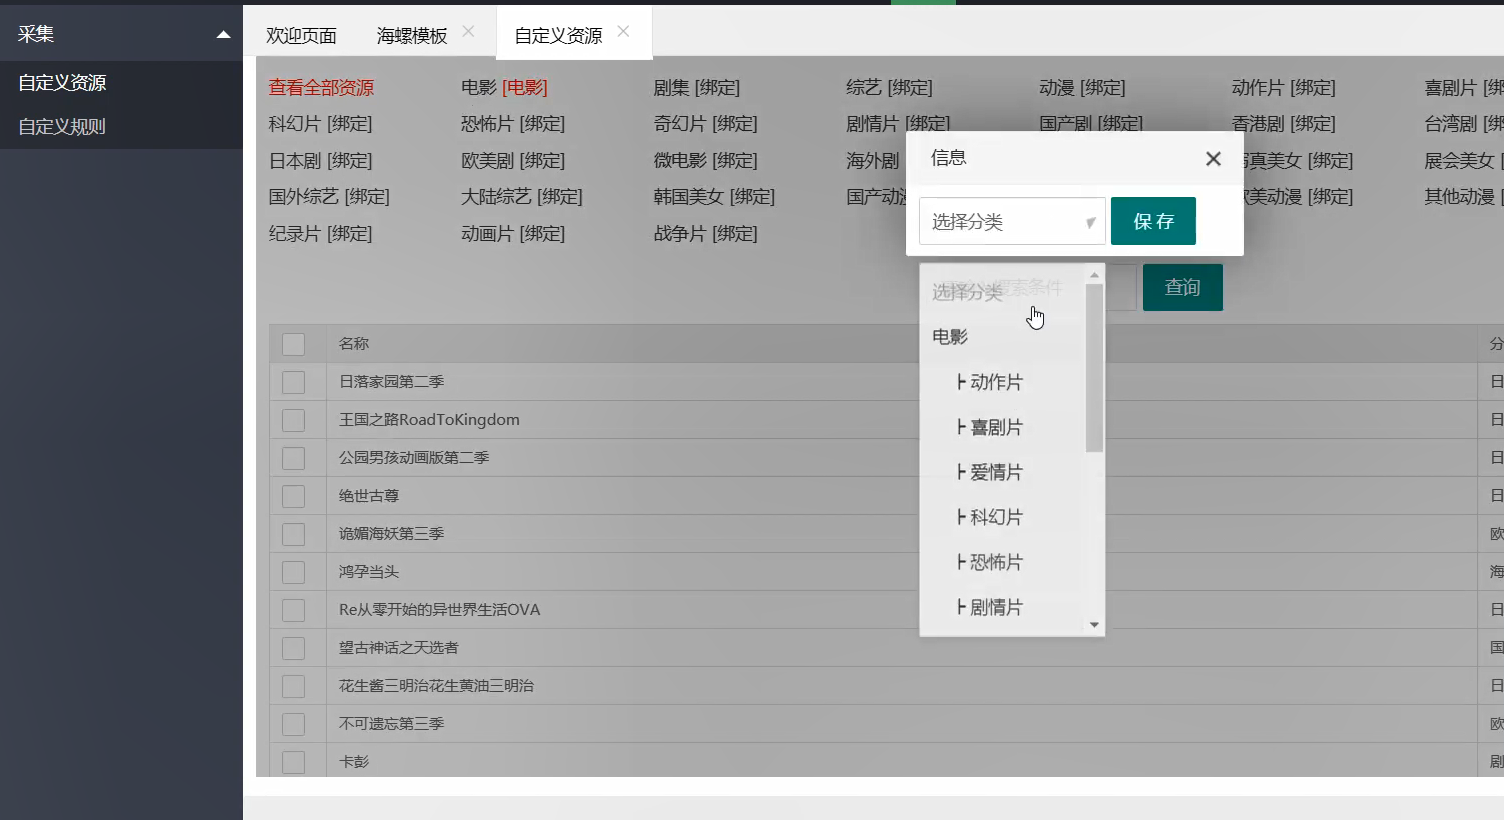 采集
自定义资源
自定义规则
欢迎页面 海螺模板 自定义资源
查看全部资源 电影 [电影] 剧集 [绑定] 综艺 [绑定] 动漫 [绑定] 动作片 [绑定] 喜剧片 [绑
科幻片 [绑定] 恐怖片 [绑定] 奇幻片 [绑定] 剧情片 [绑定] 国产剧 [绑定] 香港剧 [绑定] 台湾剧 [绑
日本剧 [绑定] 欧美剧 [绑定] 微电影 [绑定] 海外剧 写真美女 [绑定] 展会美女 [
国外综艺 [绑定] 大陆综艺 [绑定] 韩国美女 [绑定] 国产动漫 欧美动漫 [绑定] 其他动漫 [
纪录片 [绑定] 动画片 [绑定] 战争片 [绑定]
信息
选择分类 保存
选择分类
搜索条件 查询
电影
┝ 动作片
┝ 喜剧片
┝ 爱情片
┝ 科幻片
┝ 恐怖片
┝ 剧情片
名称 分
日落家园第二季 日
王国之路RoadToKingdom 日
公园男孩动画版第二季 日
绝世古尊 日
诡媚海妖第三季 欧
鸿孕当头 海
Re从零开始的异世界生活OVA 日
望古神话之天选者 国
花生酱三明治花生黄油三明治 日
不可遗忘第三季 欧
卡彭 剧